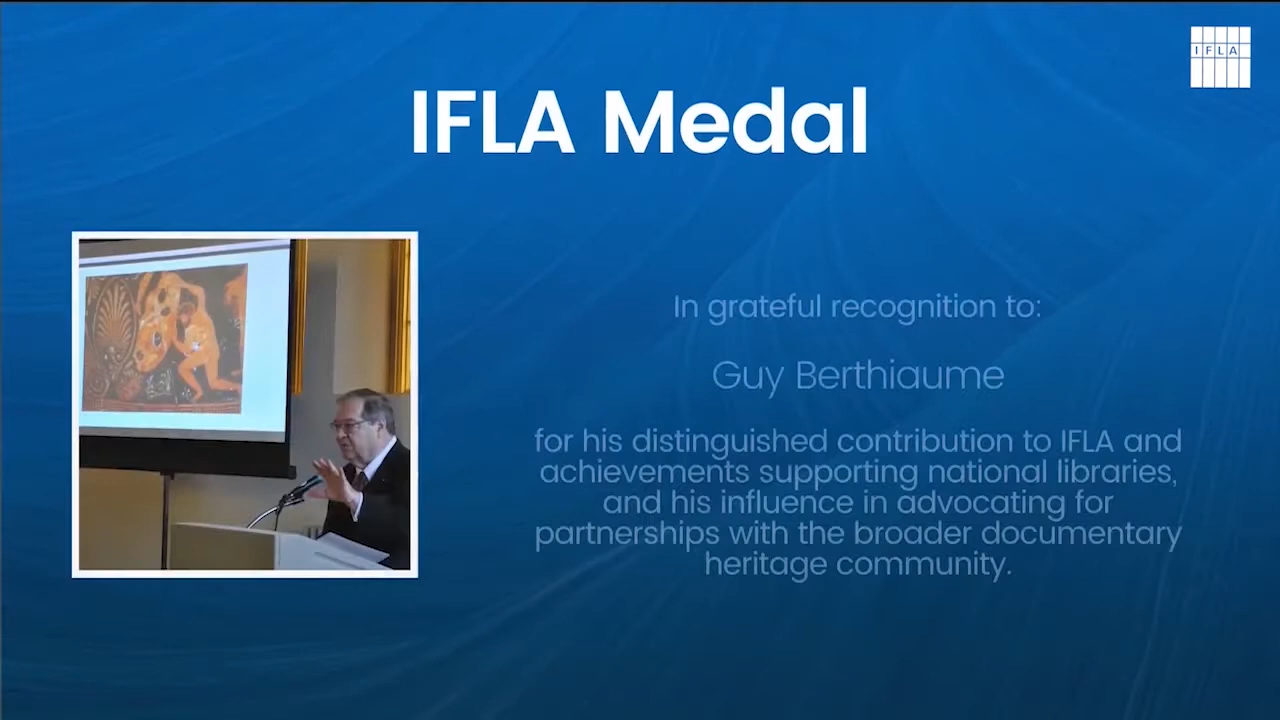 IFLA
IFLA Medal
In grateful recognition to:
Guy Berthiaume
for his distinguished contribution to IFLA and
achievements supporting national libraries,
and his influence in advocating for
partnerships with the broader documentary
heritage community.